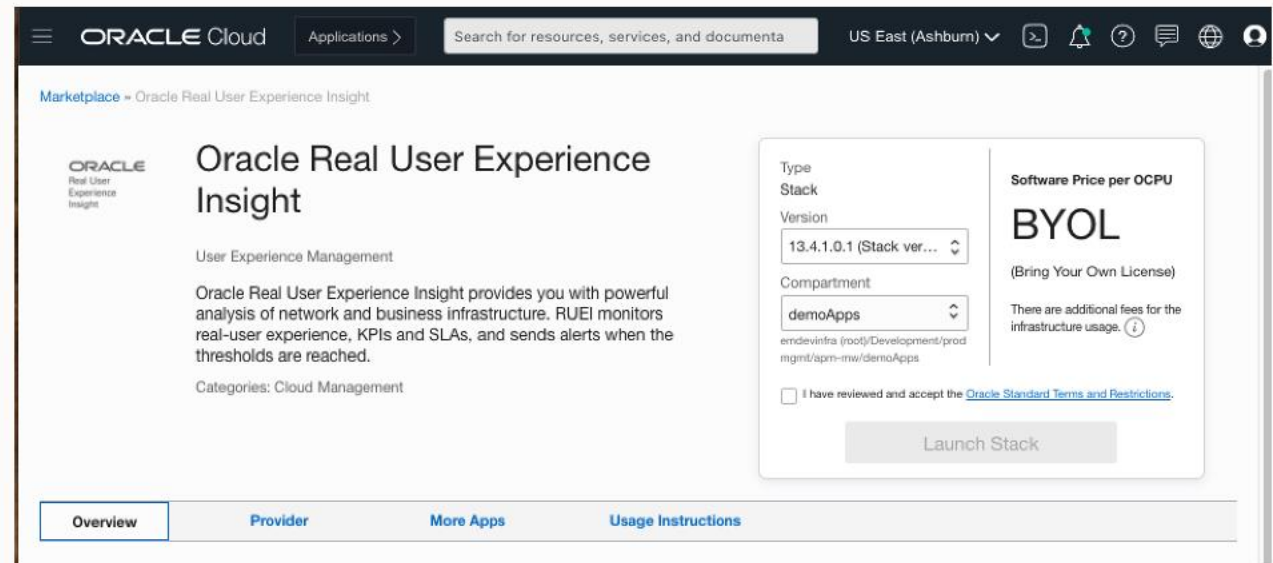 ORACLE Cloud
Applications >
Search for resources, services, and documenta
US East (Ashburn)
Marketplace » Oracle Real User Experience Insight
ORACLE
Real User
Experience
Insight
Oracle Real User Experience
Insight
User Experience Management
Oracle Real User Experience Insight provides you with powerful
analysis of network and business infrastructure. RUEI monitors
real-user experience, KPIs and SLAs, and sends alerts when the
thresholds are reached.
Categories: Cloud Management
Type
Stack
Version
13.4.1.0.1 (Stack ver...
Compartment
demoApps
emdevinfra (root)/Development/prod
mgmt/apm-mw/demoApps
Software Price per OCPU
BYOL
(Bring Your Own License)
There are additional fees for the
infrastructure usage. i
I have reviewed and accept the Oracle Standard Terms and Restrictions.
Launch Stack
Overview
Provider
More Apps
Usage Instructions